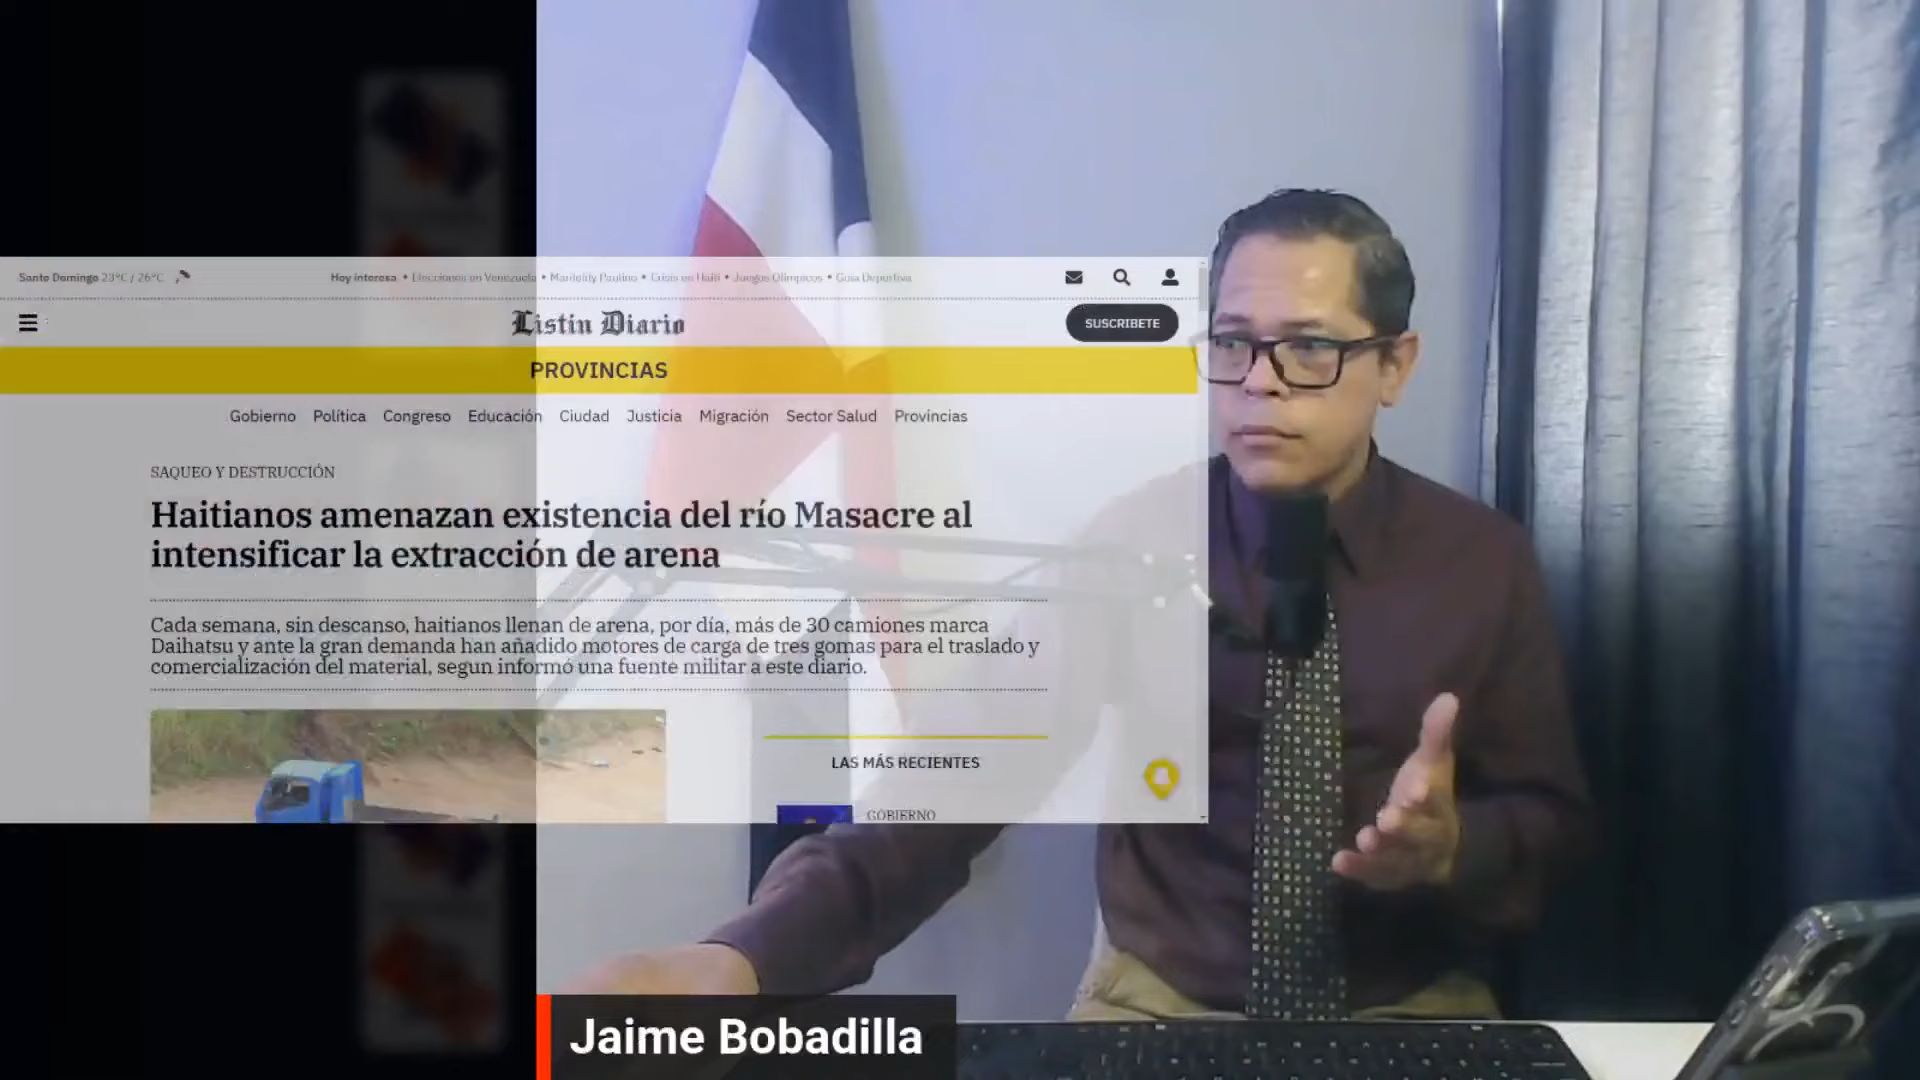 Santo Domingo 23°C / 26°C
Hoy interesa • Elecciones en Venezuela • Marileidy Paulino • Crisis en Haití • Juegos Olímpicos • Guía Deportiva
Listin Diario
SUSCRIBETE
PROVINCIAS
Gobierno Política Congreso Educación Ciudad Justicia Migración Sector Salud Provincias
SAQUEO Y DESTRUCCIÓN
Haitianos amenazan existencia del río Masacre al
intensificar la extracción de arena
Cada semana, sin descanso, haitianos llenan de arena, por día, más de 30 camiones marca
Daihatsu y ante la gran demanda han añadido motores de carga de tres gomas para el traslado y
comercialización del material, segun informó una fuente militar a este diario.
LAS MÁS RECIENTES
GOBIERNO
Jaime Bobadilla